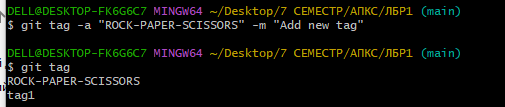 DELL@DESKTOP-FK6G6C7 MINGW64 ~/Desktop/7 СЕМЕСТР/АПКС/ЛБР1 (main)
$ git tag -a "ROCK-PAPER-SCISSORS" -m "Add new tag"
DELL@DESKTOP-FK6G6C7 MINGW64 ~/Desktop/7 СЕМЕСТР/АПКС/ЛБР1 (main)
$ git tag
ROCK-PAPER-SCISSORS
tag1